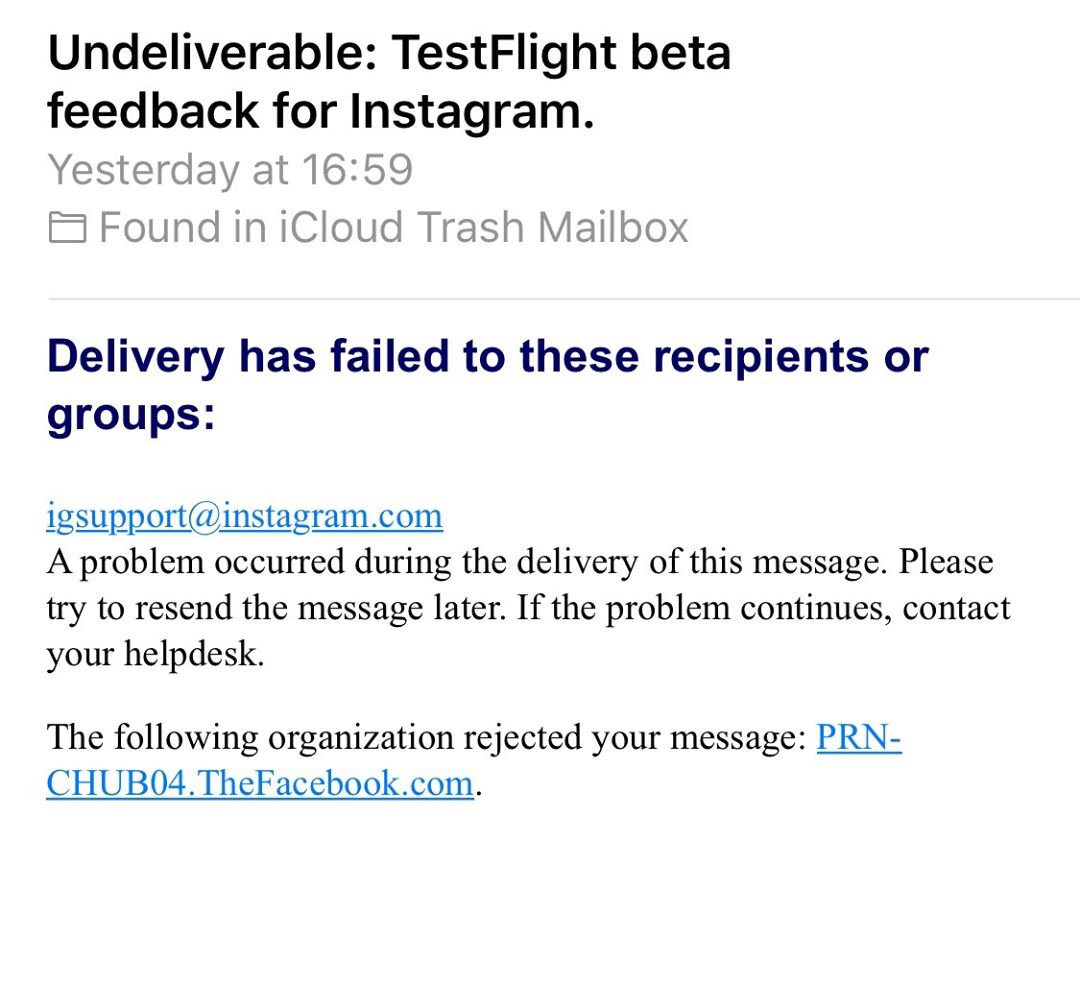 Undeliverable: TestFlight beta
feedback for Instagram.
Yesterday at 16:59
Found in iCloud Trash Mailbox
Delivery has failed to these recipients or
groups:
igsupport@instagram.com
A problem occurred during the delivery of this message. Please
try to resend the message later. If the problem continues, contact
your helpdesk.
The following organization rejected your message: PRN-
CHUB04.TheFacebook.com.